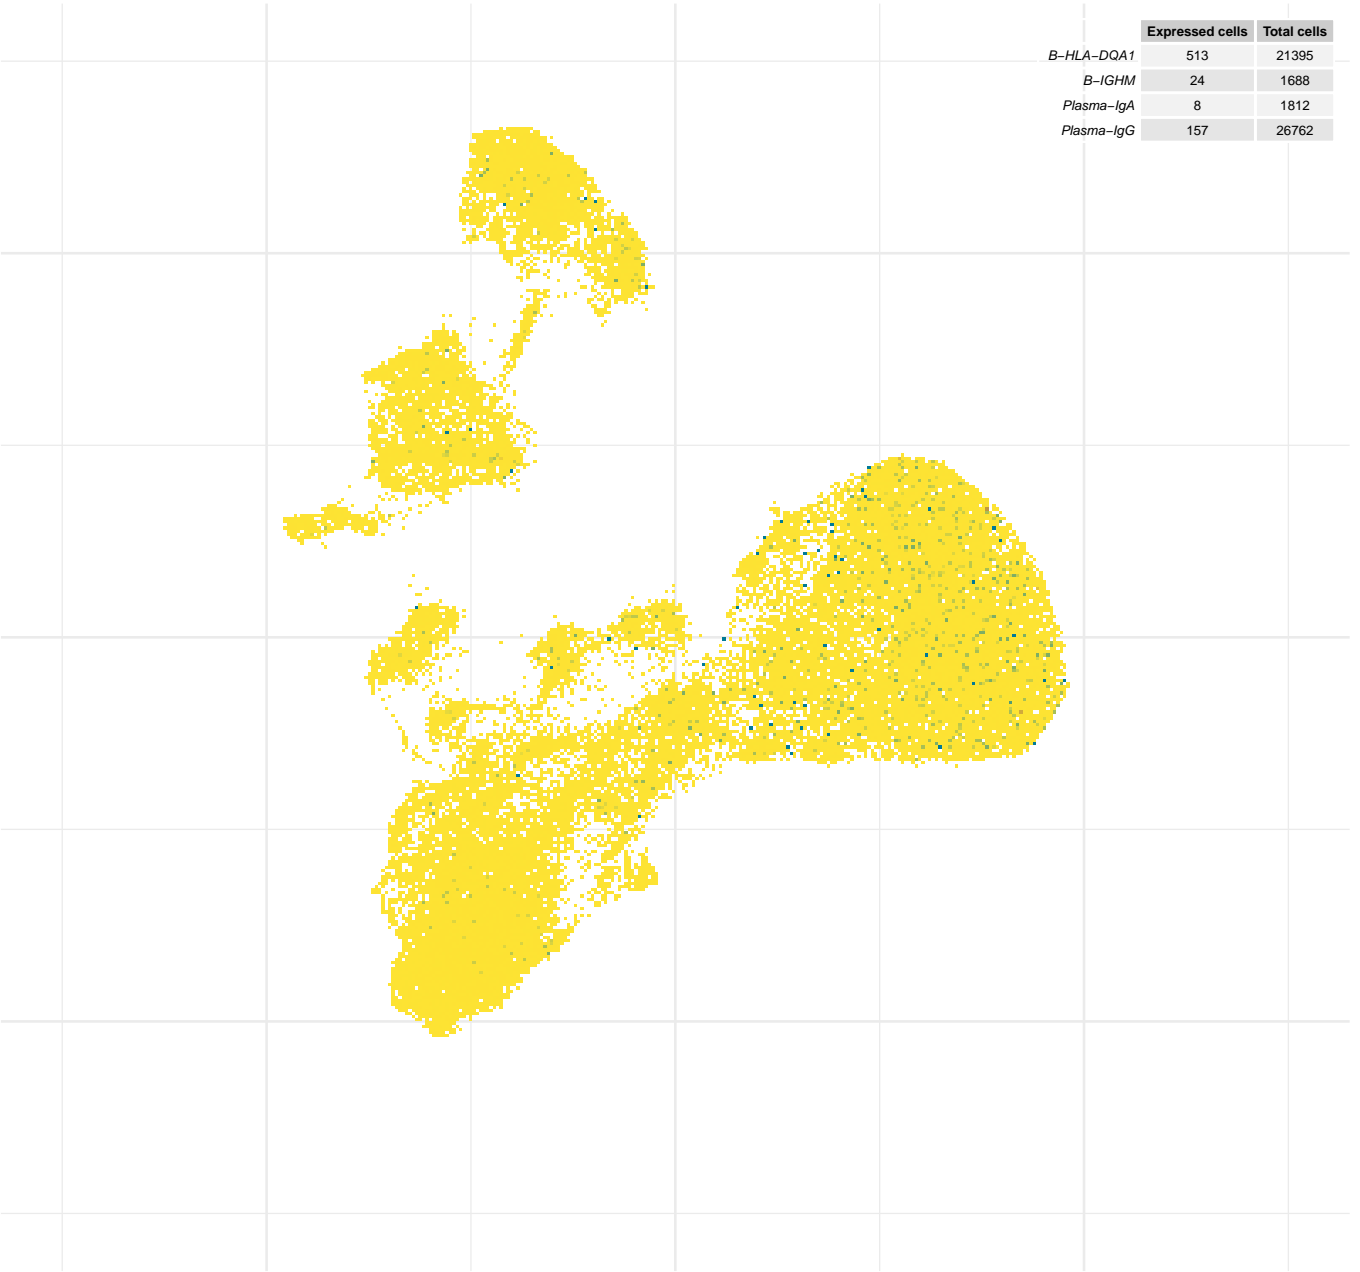 Expressed cells Total cells
B−HLA−DQA1 513 21395
B−IGHM 24 1688
Plasma−IgA 8 1812
Plasma−IgG 157 26762